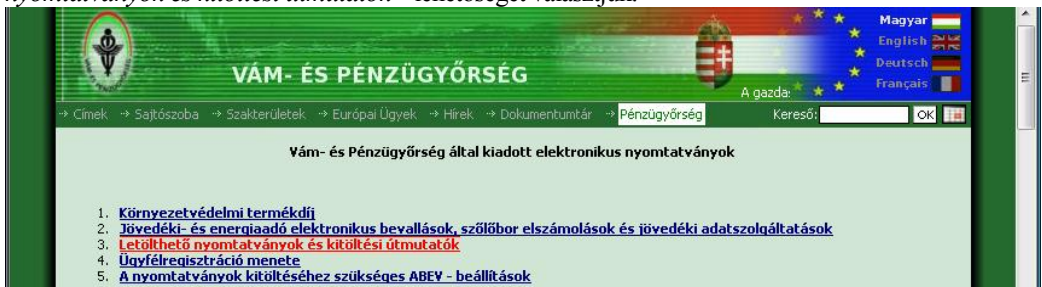 nyomtatványok és kitöltési útmutatók" lehetőséget választjuk.
Magyar
English
Deutsch
Français
VÁM- ÉS PÉNZÜGYŐRSÉG
A gazda:
Címek Sajtószoba Szakterületek Európai Ügyek Hírek Dokumentumtár Pénzügyőrség Kereső: OK
Vám- és Pénzügyőrség által kiadott elektronikus nyomtatványok
1. Környezetvédelmi termékdíj
2. Jövedéki- és energiaadó elektronikus bevallások, szőlőbor elszámolások és jövedéki adatszolgáltatások
3. Letölthető nyomtatványok és kitöltési útmutatók
4. Ügyfélregisztráció menete
5. A nyomtatványok kitöltéséhez szükséges ABEV - beállítások